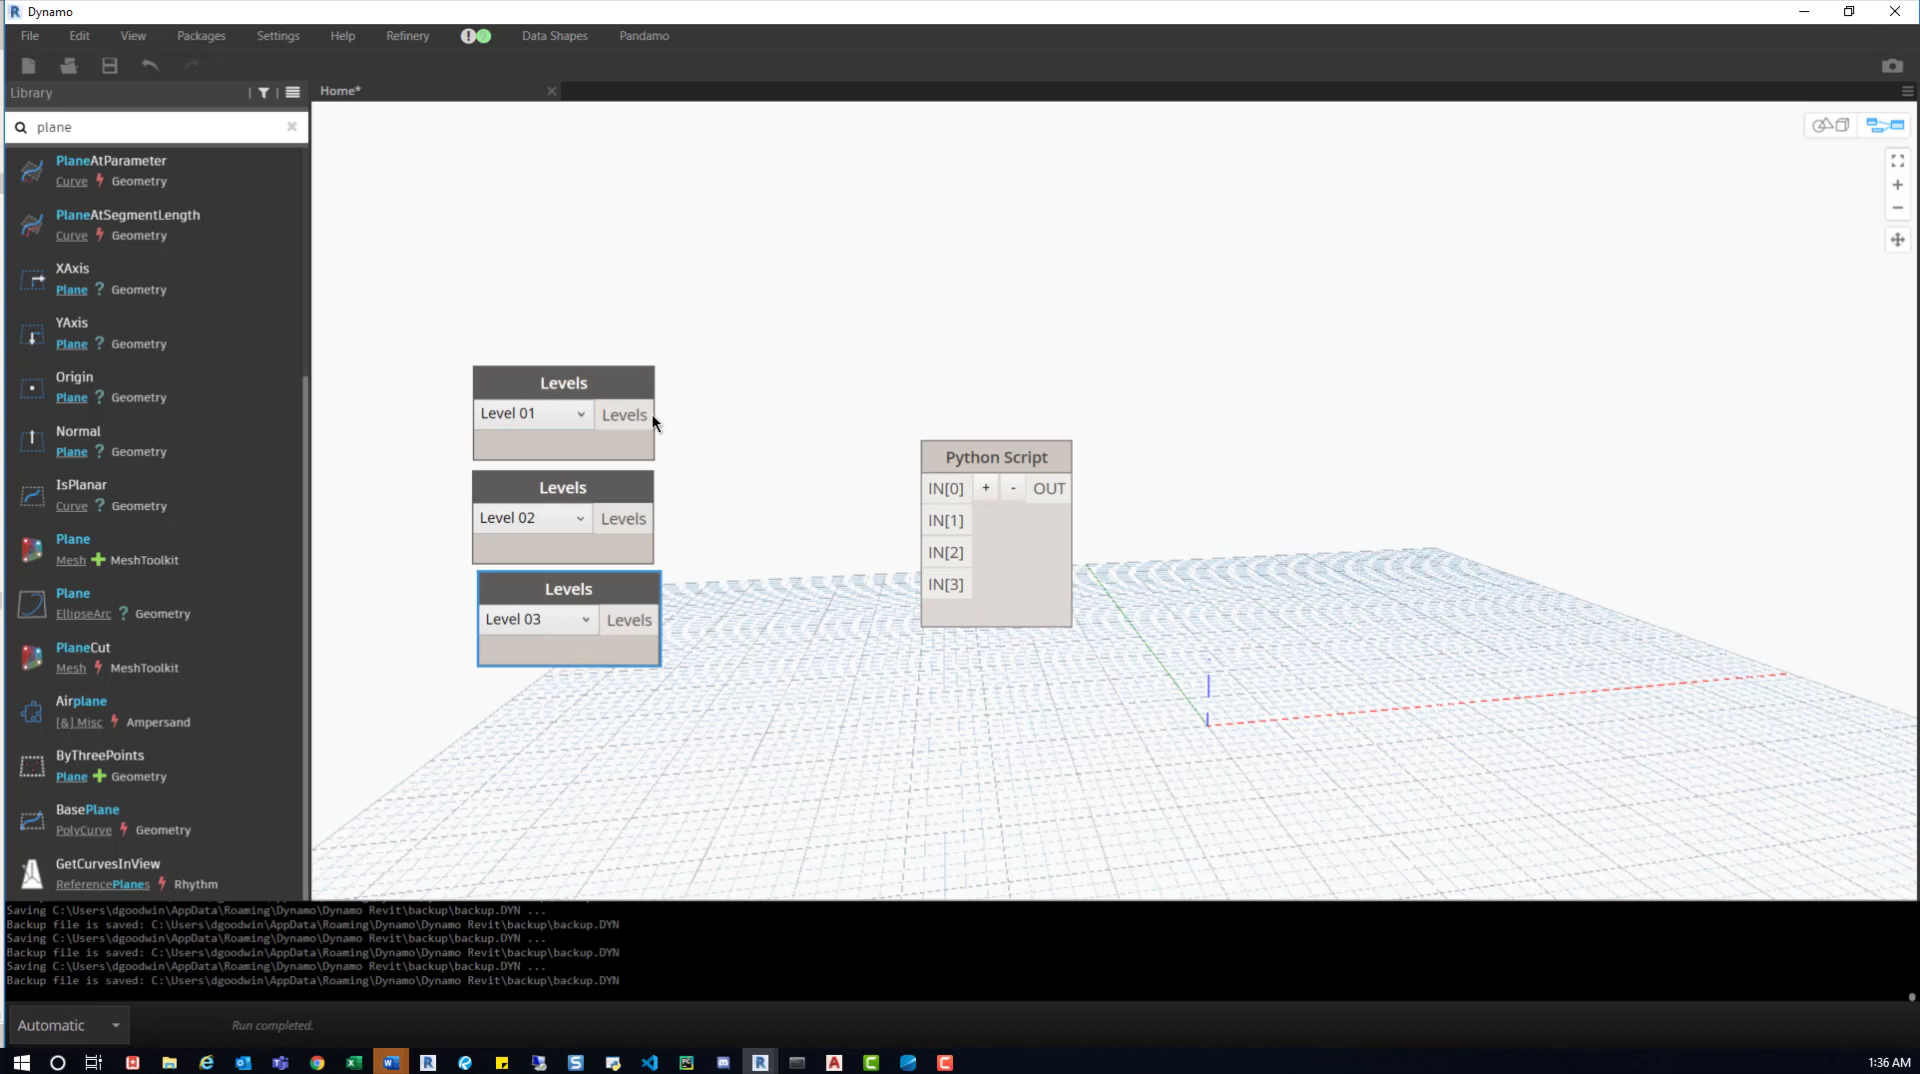 Dynamo
File Edit View Packages Settings Help Refinery Data Shapes Pandamo
Library
Home*
plane
PlaneAtParameter
Curve Geometry
PlaneAtSegmentLength
Curve Geometry
XAxis
Plane ? Geometry
YAxis
Plane ? Geometry
Origin
Plane ? Geometry
Normal
Plane ? Geometry
IsPlanar
Curve ? Geometry
Plane
Mesh MeshToolkit
Plane
EllipseArc ? Geometry
PlaneCut
Mesh MeshToolkit
Airplane
[&] Misc Ampersand
ByThreePoints
Plane Geometry
BasePlane
PolyCurve Geometry
GetCurvesInView
ReferencePlanes Rhythm
Levels
Level 01 Levels
Levels
Level 02 Levels
Levels
Level 03 Levels
Python Script
IN[0] + - OUT
IN[1]
IN[2]
IN[3]
Saving C:\Users\dgoodwin\AppData\Roaming\Dynamo\Dynamo Revit\backup\backup.DYN ...
Backup file is saved: C:\Users\dgoodwin\AppData\Roaming\Dynamo\Dynamo Revit\backup\backup.DYN
Saving C:\Users\dgoodwin\AppData\Roaming\Dynamo\Dynamo Revit\backup\backup.DYN ...
Backup file is saved: C:\Users\dgoodwin\AppData\Roaming\Dynamo\Dynamo Revit\backup\backup.DYN
Saving C:\Users\dgoodwin\AppData\Roaming\Dynamo\Dynamo Revit\backup\backup.DYN ...
Backup file is saved: C:\Users\dgoodwin\AppData\Roaming\Dynamo\Dynamo Revit\backup\backup.DYN
Automatic
Run completed.
1:36 AM